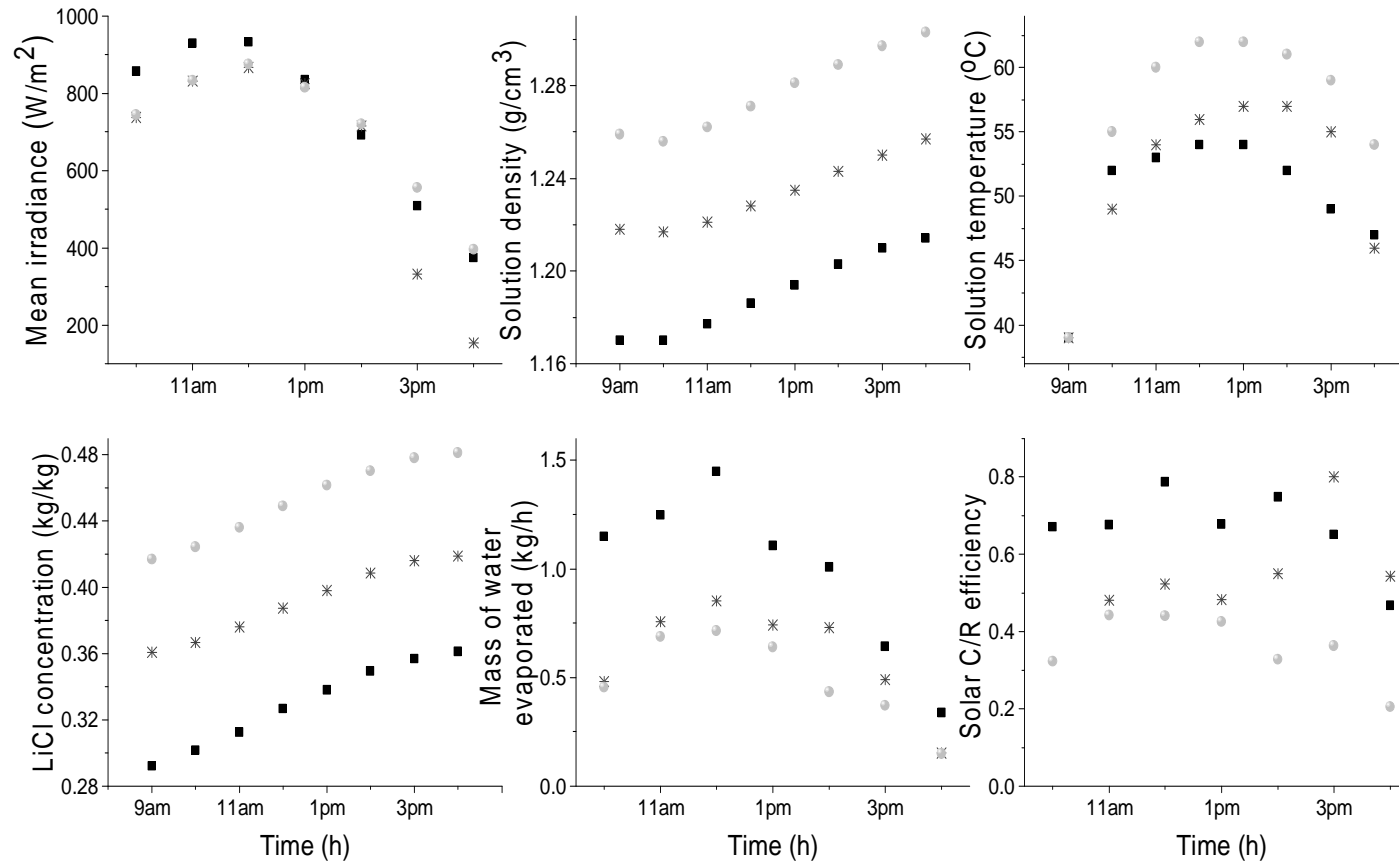 Mean irradiance (W/m2)
1000
800
600
400
200
11am
1pm
3pm
Solution density (g/cm3)
1.28
1.24
1.20
1.16
9am
11am
1pm
3pm
Solution temperature (ºC)
60
55
50
45
40
9am
11am
1pm
3pm
LiCl concentration (kg/kg)
0.48
0.44
0.40
0.36
0.32
0.28
9am
11am
1pm
3pm
Time (h)
Mass of water
evaporated (kg/h)
1.5
1.0
0.5
0.0
11am
1pm
3pm
Time (h)
Solar C/R efficiency
0.8
0.6
0.4
0.2
0.0
11am
1pm
3pm
Time (h)